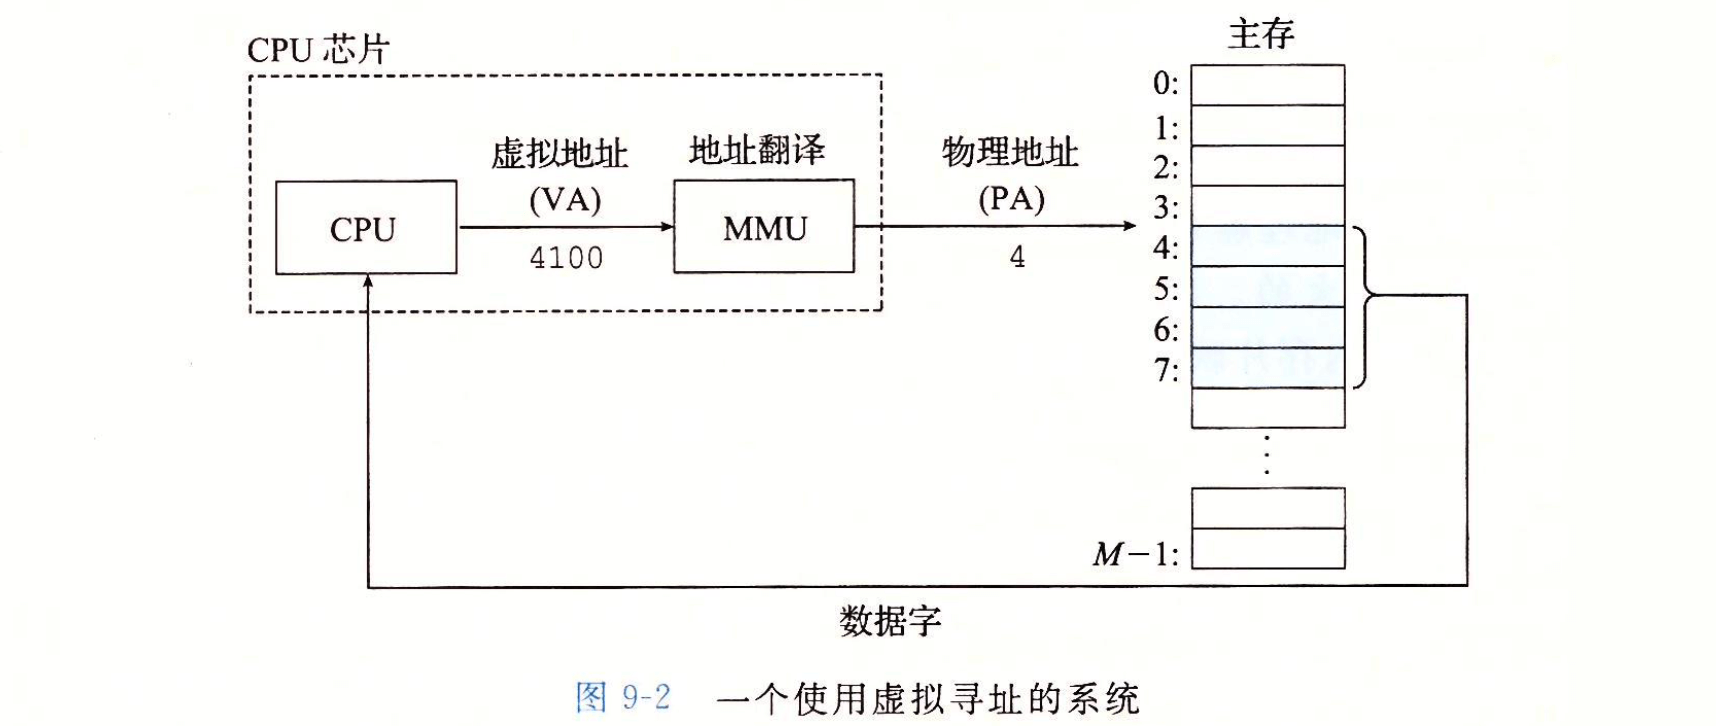 主存
CPU 芯片
0:
1:
虚拟地址
(VA)
4100
地址翻译
物理地址
(PA)
4
2:
3:
CPU
MMU
4:
5:
6:
7:
⋮
M－1:
数据字
图 9-2 一个使用虚拟寻址的系统